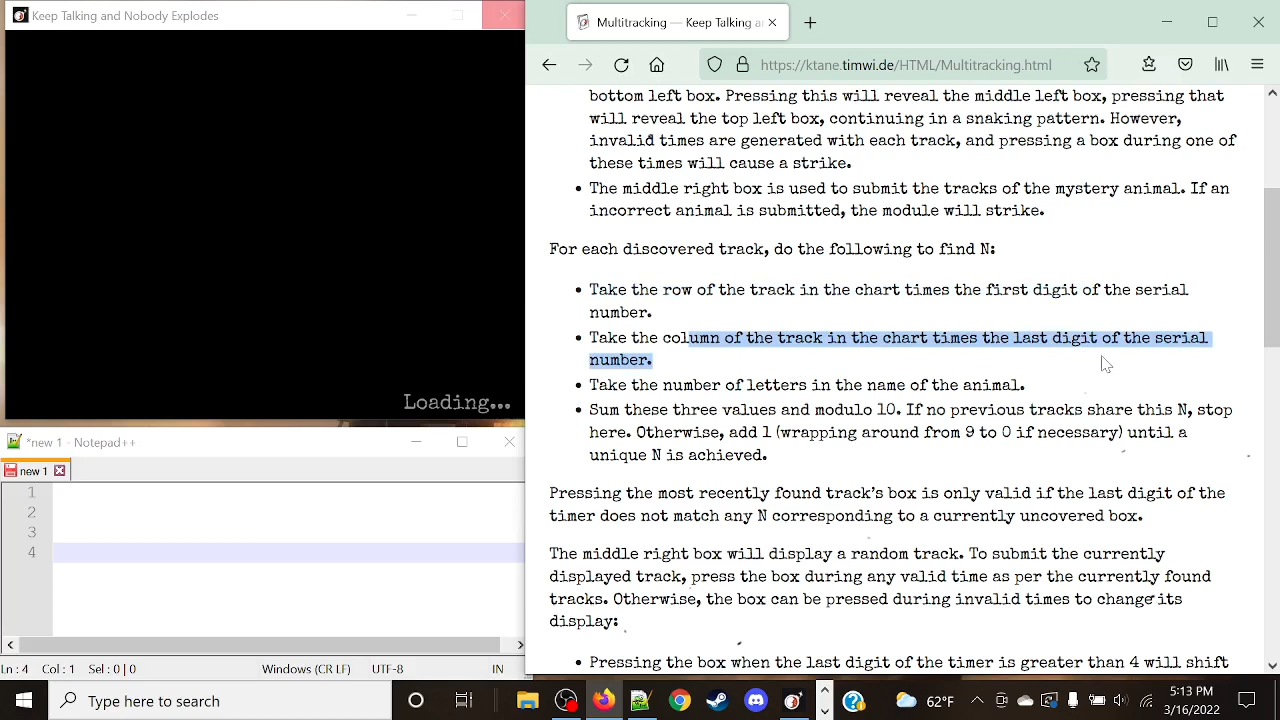 Keep Talking and Nobody Explodes
Loading...
*new 1 - Notepad++
new 1
1
2
3
4
Ln : 4 Col : 1 Sel : 0 | 0 Windows (CR LF) UTF-8 IN
Multitracking — Keep Talking a
https://ktane.timwi.de/HTML/Multitracking.html
bottom left box. Pressing this will reveal the middle left box, pressing that
will reveal the top left box, continuing in a snaking pattern. However,
invalid times are generated with each track, and pressing a box during one of
these times will cause a strike.
• The middle right box is used to submit the tracks of the mystery animal. If an
incorrect animal is submitted, the module will strike.
For each discovered track, do the following to find N:
• Take the row of the track in the chart times the first digit of the serial
number.
• Take the column of the track in the chart times the last digit of the serial
number.
• Take the number of letters in the name of the animal.
• Sum these three values and modulo 10. If no previous tracks share this N, stop
here. Otherwise, add 1 (wrapping around from 9 to 0 if necessary) until a
unique N is achieved.
Pressing the most recently found track's box is only valid if the last digit of the
timer does not match any N corresponding to a currently uncovered box.
The middle right box will display a random track. To submit the currently
displayed track, press the box during any valid time as per the currently found
tracks. Otherwise, the box can be pressed during invalid times to change its
display:
• Pressing the box when the last digit of the timer is greater than 4 will shift
Type here to search
62°F
5:13 PM
3/16/2022